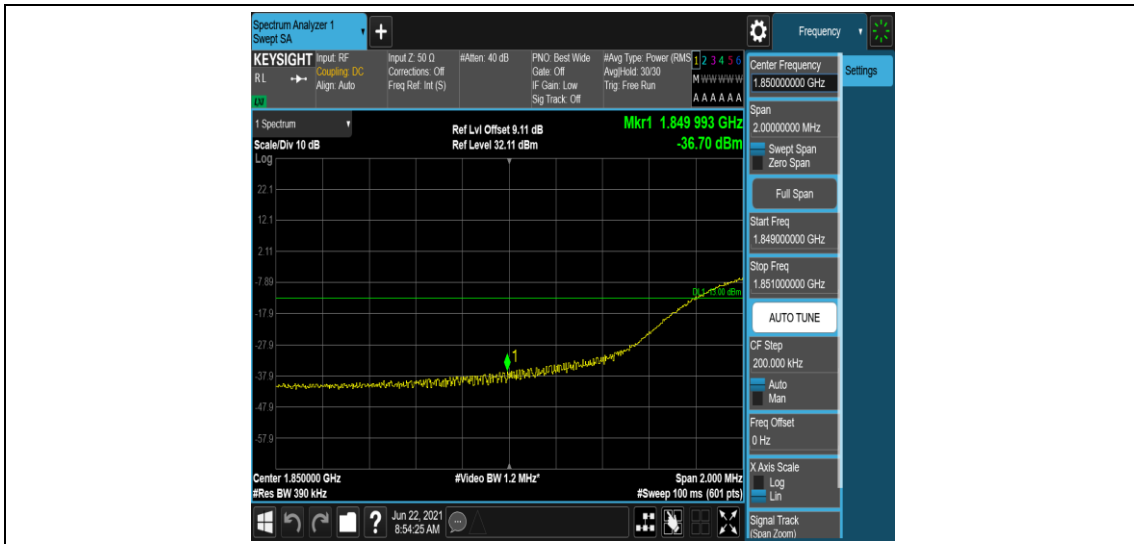 Spectrum Analyzer 1
Swept SA
+
Frequency
KEYSIGHT
Input: RF
Input Z: 50 Ω
#Atten: 40 dB
PNO: Best Wide
#Avg Type: Power (RMS
1 2 3 4 5 6
RL
Coupling: DC
Corrections: Off
Gate: Off
Avg|Hold: 30/30
M W W W W W
Align: Auto
Freq Ref: Int (S)
IF Gain: Low
Trig: Free Run
Sig Track: Off
A A A A A A
LXI
1 Spectrum
Ref Lvl Offset 9.11 dB
Mkr1 1.849 993 GHz
Scale/Div 10 dB
Ref Level 32.11 dBm
-36.70 dBm
Log
22.1
12.1
2.11
-7.89
DL1 -13.00 dBm
-17.9
-27.9
1
-37.9
-47.9
-57.9
Center 1.850000 GHz
#Video BW 1.2 MHz*
Span 2.000 MHz
#Res BW 390 kHz
#Sweep 100 ms (601 pts)
?
Jun 22, 2021
8:54:25 AM
Center Frequency
1.850000000 GHz
Settings
Span
2.00000000 MHz
Swept Span
Zero Span
Full Span
Start Freq
1.849000000 GHz
Stop Freq
1.851000000 GHz
AUTO TUNE
CF Step
200.000 kHz
Auto
Man
Freq Offset
0 Hz
X Axis Scale
Log
Lin
Signal Track
(Span Zoom)